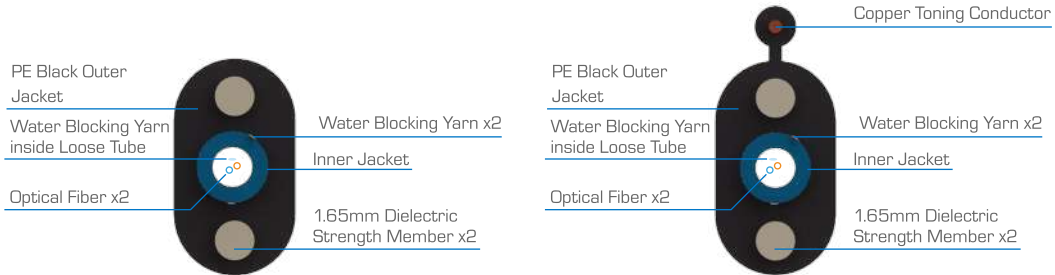 PE Black Outer
Jacket
Water Blocking Yarn
inside Loose Tube
Optical Fiber x2
Water Blocking Yarn x2
Inner Jacket
1.65mm Dielectric
Strength Member x2
Copper Toning Conductor
PE Black Outer
Jacket
Water Blocking Yarn
inside Loose Tube
Optical Fiber x2
Water Blocking Yarn x2
Inner Jacket
1.65mm Dielectric
Strength Member x2